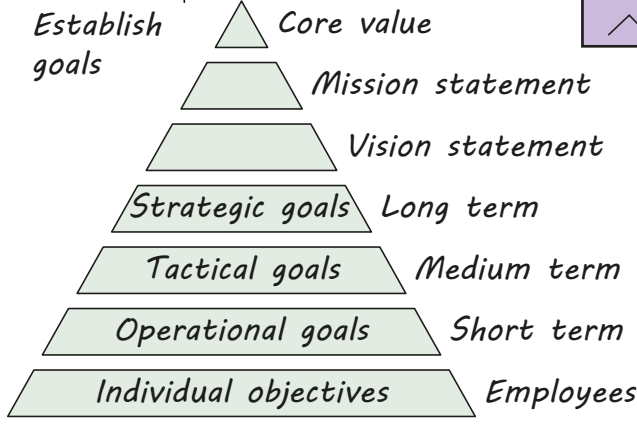 Establish
goals
Core value
Mission statement
Vision statement
Strategic goals Long term
Tactical goals Medium term
Operational goals Short term
Individual objectives Employees